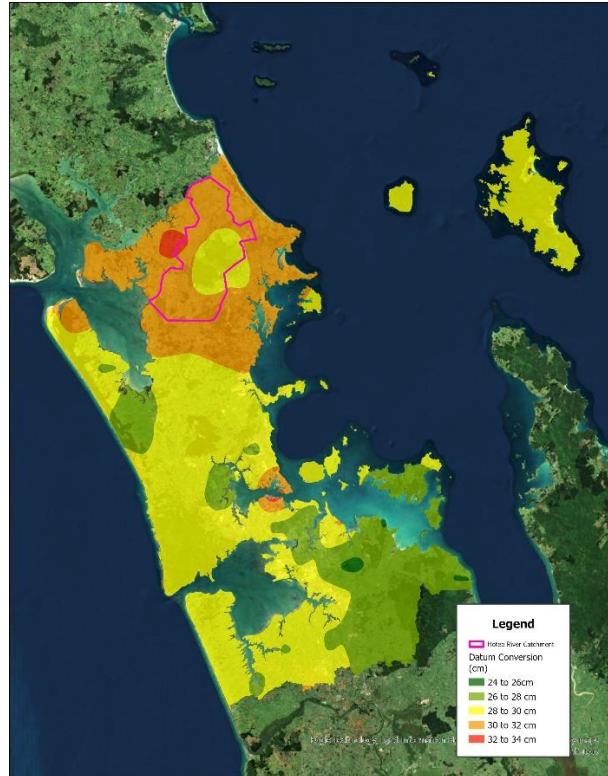 Legend
Hoteo River Catchment
Datum Conversion
(cm)
24 to 26cm
26 to 28 cm
28 to 30 cm
30 to 32 cm
32 to 34 cm